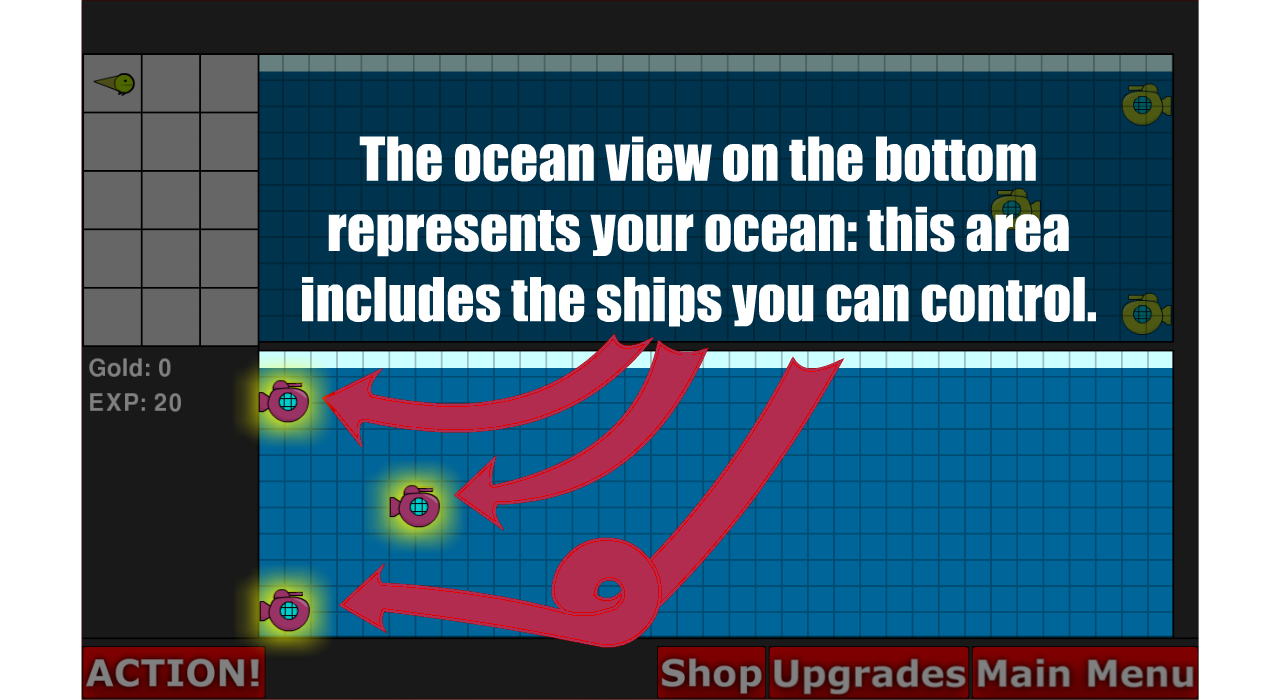 The ocean view on the bottom
represents your ocean: this area
includes the ships you can control.
Gold: 0
EXP: 20
ACTION!
Shop
Upgrades
Main Menu